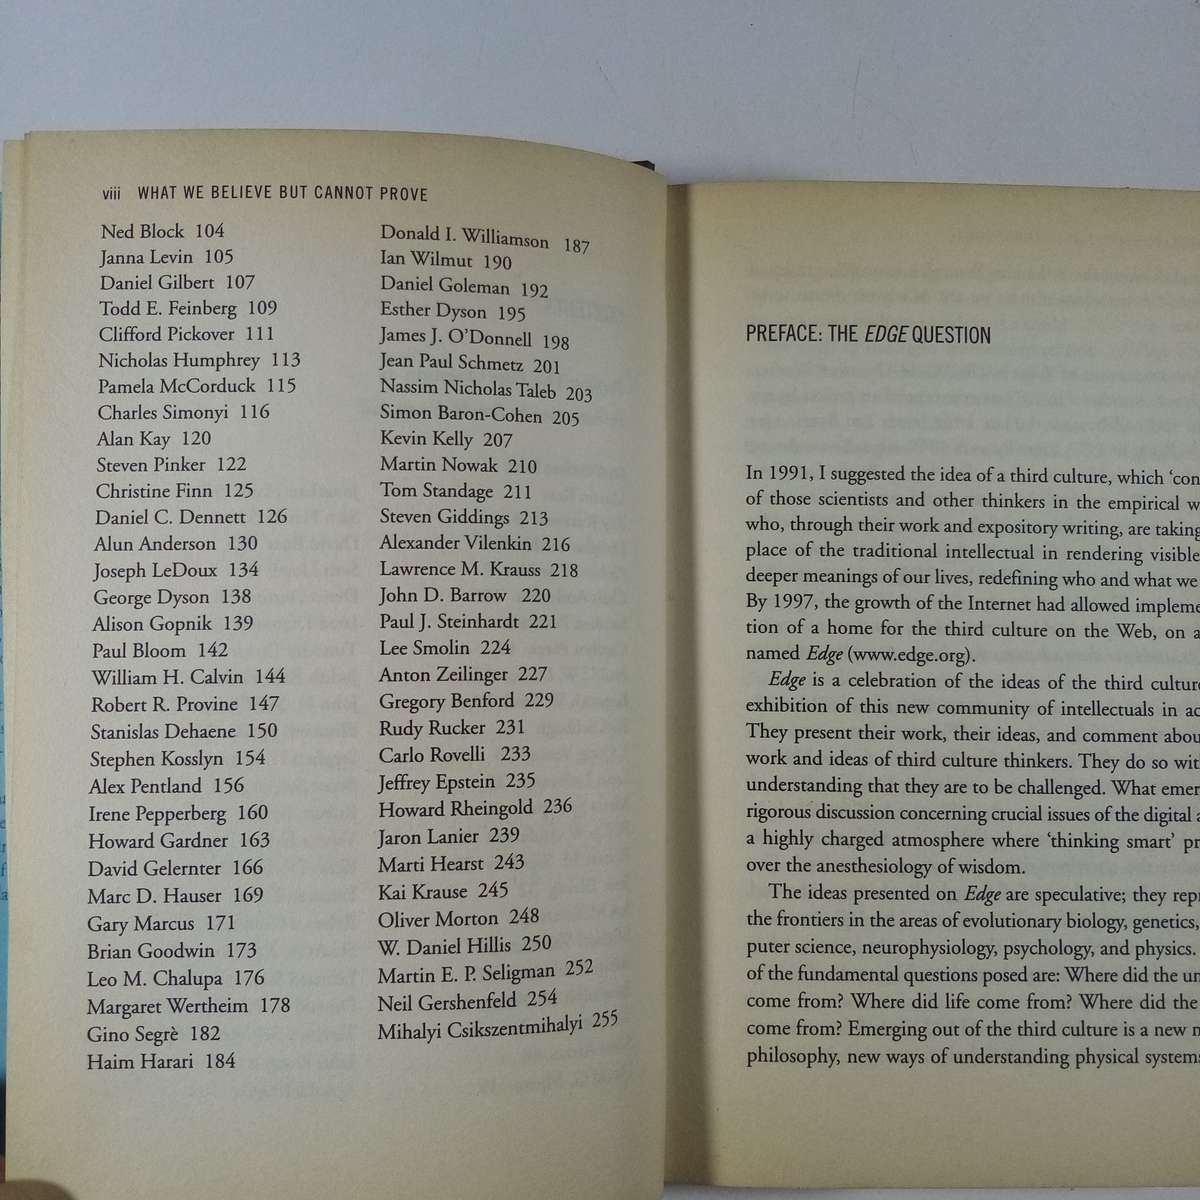 viii WHAT WE BELIEVE BUT CANNOT PROVE
Ned Block 104
Janna Levin 105
Daniel Gilbert 107
Todd E. Feinberg 109
Clifford Pickover 111
Nicholas Humphrey 113
Pamela McCorduck 115
Charles Simonyi 116
Alan Kay 120
Steven Pinker 122
Christine Finn 125
Daniel C. Dennett 126
Alun Anderson 130
Joseph LeDoux 134
George Dyson 138
Alison Gopnik 139
Paul Bloom 142
William H. Calvin 144
Robert R. Provine 147
Stanislas Dehaene 150
Stephen Kosslyn 154
Alex Pentland 156
Irene Pepperberg 160
Howard Gardner 163
David Gelernter 166
Marc D. Hauser 169
Gary Marcus 171
Brian Goodwin 173
Leo M. Chalupa 176
Margaret Wertheim 178
Gino Segrè 182
Haim Harari 184
Donald I. Williamson 187
Ian Wilmut 190
Daniel Goleman 192
Esther Dyson 195
James J. O'Donnell 198
Jean Paul Schmetz 201
Nassim Nicholas Taleb 203
Simon Baron-Cohen 205
Kevin Kelly 207
Martin Nowak 210
Tom Standage 211
Steven Giddings 213
Alexander Vilenkin 216
Lawrence M. Krauss 218
John D. Barrow 220
Paul J. Steinhardt 221
Lee Smolin 224
Anton Zeilinger 227
Gregory Benford 229
Rudy Rucker 231
Carlo Rovelli 233
Jeffrey Epstein 235
Howard Rheingold 236
Jaron Lanier 239
Marti Hearst 243
Kai Krause 245
Oliver Morton 248
W. Daniel Hillis 250
Martin E. P. Seligman 252
Neil Gershenfeld 254
Mihalyi Csikszentmihalyi 255
PREFACE: THE EDGE QUESTION
In 1991, I suggested the idea of a third culture, which 'con
of those scientists and other thinkers in the empirical w
who, through their work and expository writing, are taking
place of the traditional intellectual in rendering visible
deeper meanings of our lives, redefining who and what we
By 1997, the growth of the Internet had allowed impleme
tion of a home for the third culture on the Web, on a
named Edge (www.edge.org).
Edge is a celebration of the ideas of the third culture
exhibition of this new community of intellectuals in ac
They present their work, their ideas, and comment abou
work and ideas of third culture thinkers. They do so wit
understanding that they are to be challenged. What emer
rigorous discussion concerning crucial issues of the digital a
a highly charged atmosphere where 'thinking smart' pr
over the anesthesiology of wisdom.
The ideas presented on Edge are speculative; they repr
the frontiers in the areas of evolutionary biology, genetics,
puter science, neurophysiology, psychology, and physics.
of the fundamental questions posed are: Where did the un
come from? Where did life come from? Where did the
come from? Emerging out of the third culture is a new n
philosophy, new ways of understanding physical systems